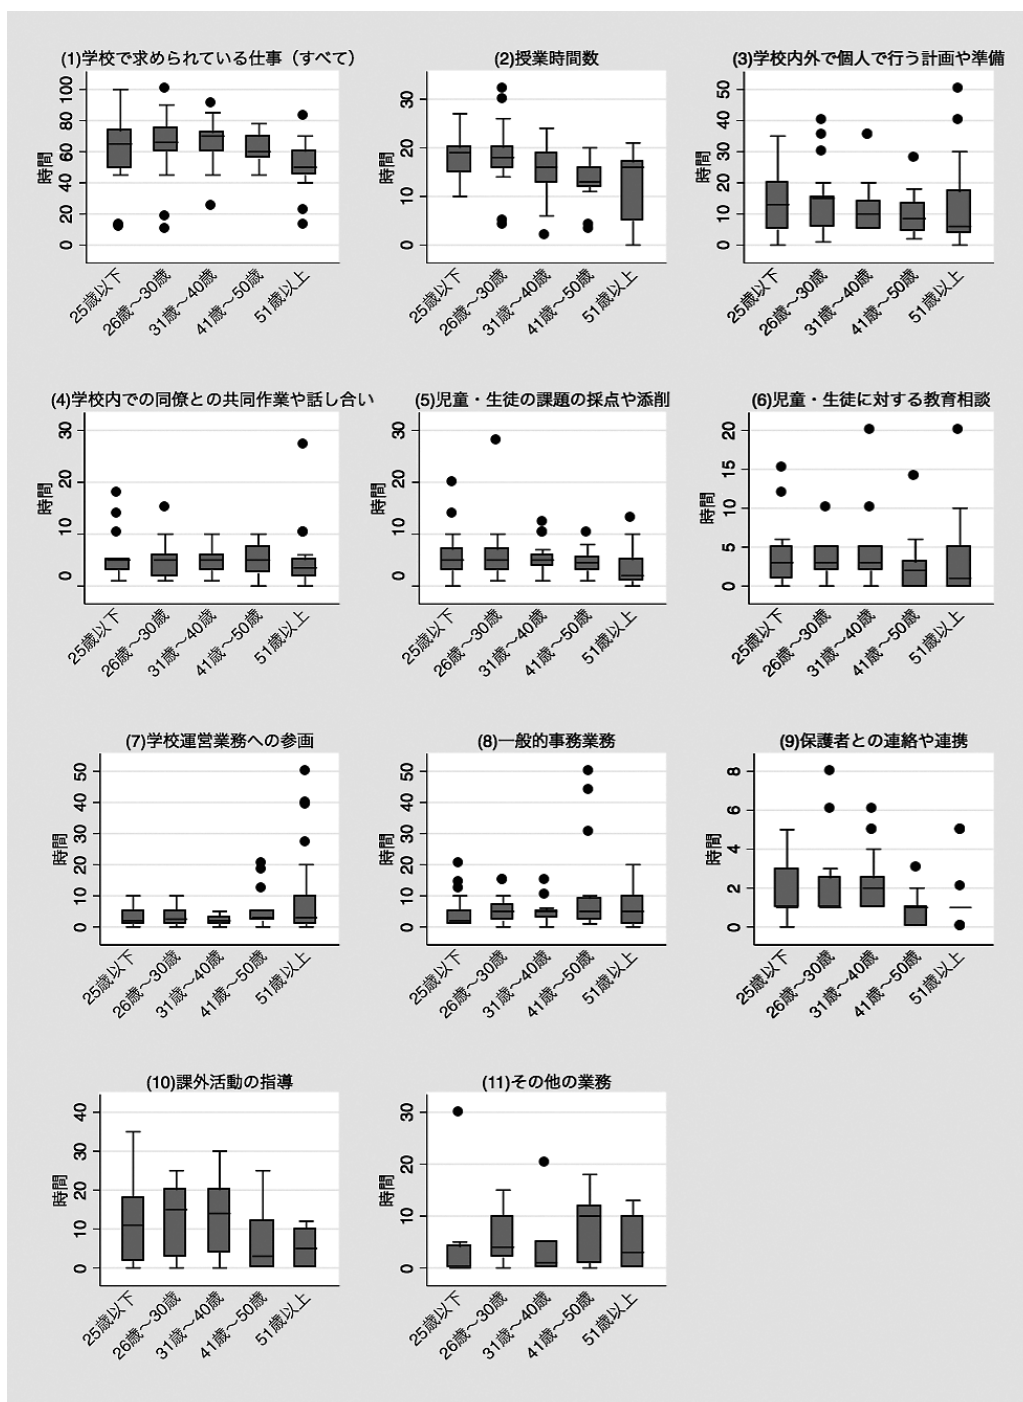 (1)学校で求められている仕事（すべて）
時間
100
80
60
40
20
0
25歳以下
26歳〜30歳
31歳〜40歳
41歳〜50歳
51歳以上
(2)授業時間数
時間
30
20
10
0
25歳以下
26歳〜30歳
31歳〜40歳
41歳〜50歳
51歳以上
(3)学校内外で個人で行う計画や準備
時間
50
40
30
20
10
0
25歳以下
26歳〜30歳
31歳〜40歳
41歳〜50歳
51歳以上
(4)学校内での同僚との共同作業や話し合い
時間
30
20
10
0
25歳以下
26歳〜30歳
31歳〜40歳
41歳〜50歳
51歳以上
(5)児童・生徒の課題の採点や添削
時間
30
20
10
0
25歳以下
26歳〜30歳
31歳〜40歳
41歳〜50歳
51歳以上
(6)児童・生徒に対する教育相談
時間
20
15
10
5
0
25歳以下
26歳〜30歳
31歳〜40歳
41歳〜50歳
51歳以上
(7)学校運営業務への参画
時間
50
40
30
20
10
0
25歳以下
26歳〜30歳
31歳〜40歳
41歳〜50歳
51歳以上
(8)一般的事務業務
時間
50
40
30
20
10
0
25歳以下
26歳〜30歳
31歳〜40歳
41歳〜50歳
51歳以上
(9)保護者との連絡や連携
時間
8
6
4
2
0
25歳以下
26歳〜30歳
31歳〜40歳
41歳〜50歳
51歳以上
(10)課外活動の指導
時間
40
30
20
10
0
25歳以下
26歳〜30歳
31歳〜40歳
41歳〜50歳
51歳以上
(11)その他の業務
時間
30
20
10
0
25歳以下
26歳〜30歳
31歳〜40歳
41歳〜50歳
51歳以上